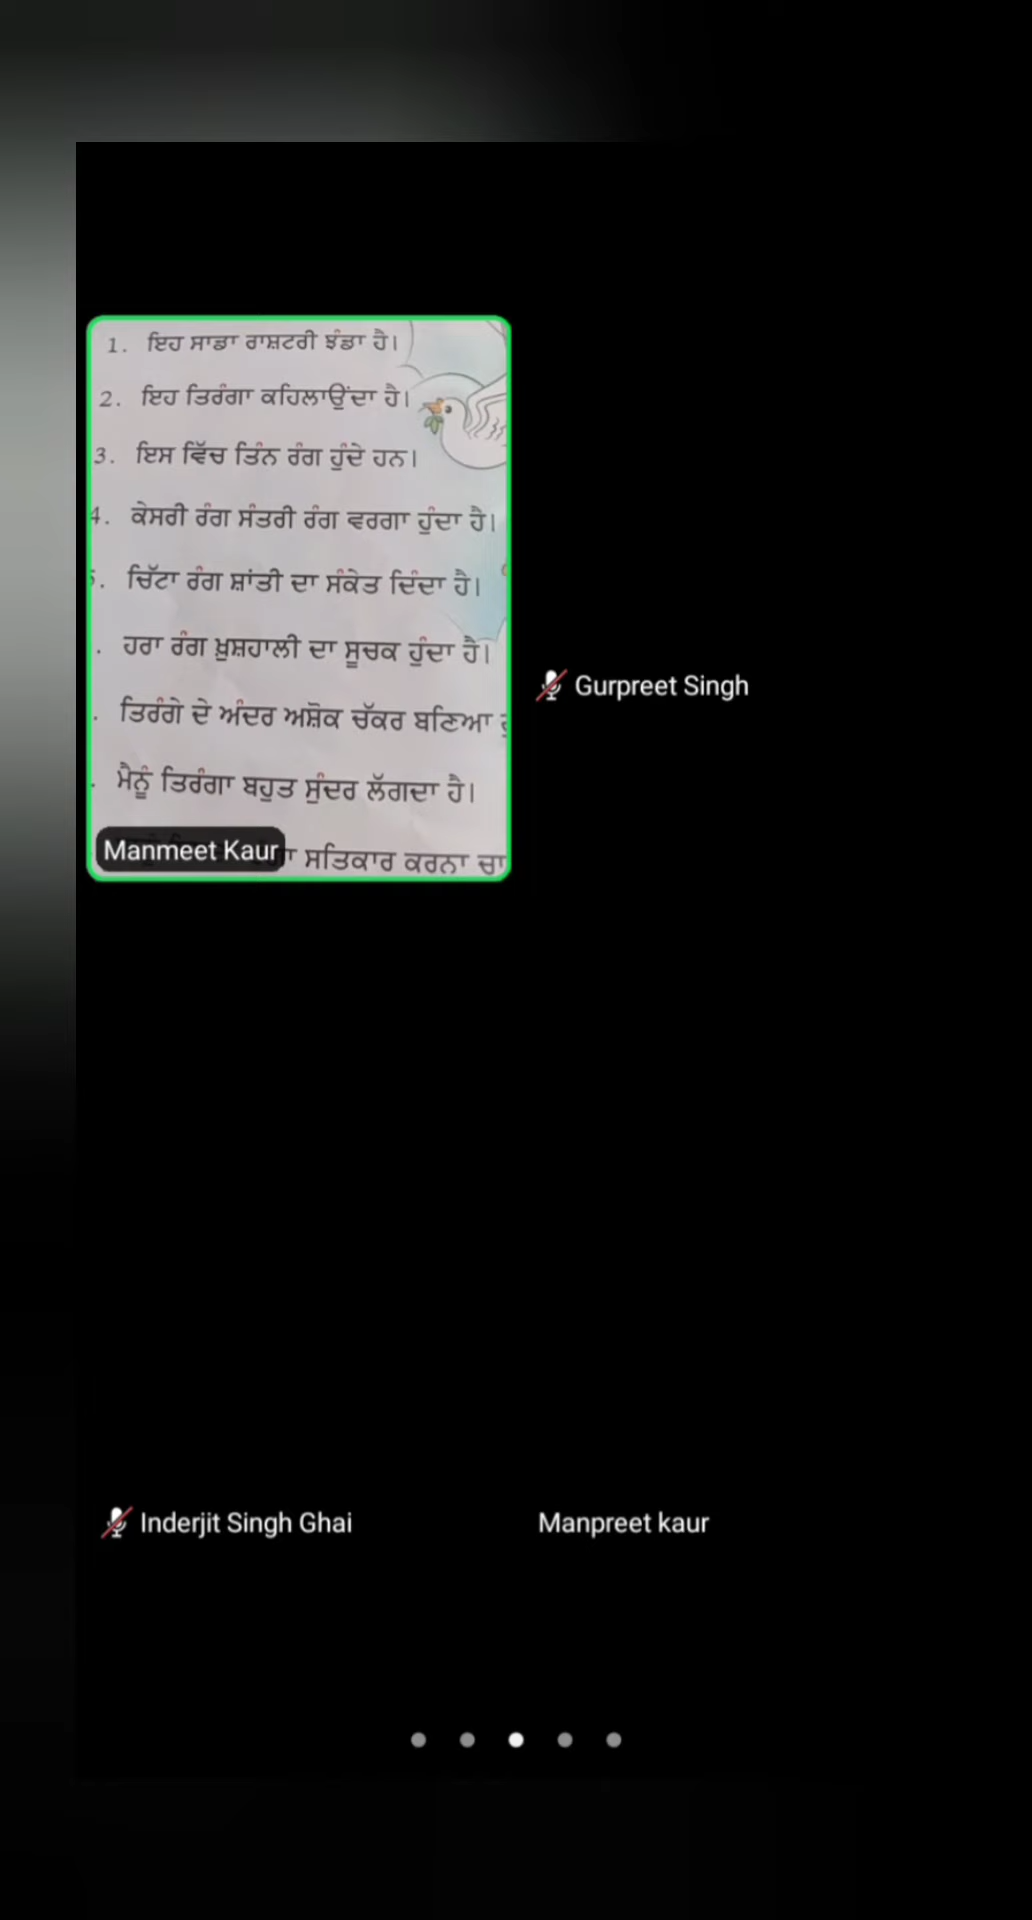 1. ਇਹ ਸਾਡਾ ਰਾਸ਼ਟਰੀ ਝੰਡਾ ਹੈ।
2. ਇਹ ਤਿਰੰਗਾ ਕਹਿਲਾਉਂਦਾ ਹੈ।
3. ਇਸ ਵਿੱਚ ਤਿੰਨ ਰੰਗ ਹੁੰਦੇ ਹਨ।
4. ਕੇਸਰੀ ਰੰਗ ਸੰਤਰੀ ਰੰਗ ਵਰਗਾ ਹੁੰਦਾ ਹੈ।
. ਚਿੱਟਾ ਰੰਗ ਸ਼ਾਂਤੀ ਦਾ ਸੰਕੇਤ ਦਿੰਦਾ ਹੈ।
. ਹਰਾ ਰੰਗ ਖ਼ੁਸ਼ਹਾਲੀ ਦਾ ਸੂਚਕ ਹੁੰਦਾ ਹੈ।
. ਤਿਰੰਗੇ ਦੇ ਅੰਦਰ ਅਸ਼ੋਕ ਚੱਕਰ ਬਣਿਆ
. ਮੈਨੂੰ ਤਿਰੰਗਾ ਬਹੁਤ ਸੁੰਦਰ ਲੱਗਦਾ ਹੈ।
ਸਤਿਕਾਰ ਕਰਨਾ
Manmeet Kaur
Gurpreet Singh
Inderjit Singh Ghai
Manpreet kaur